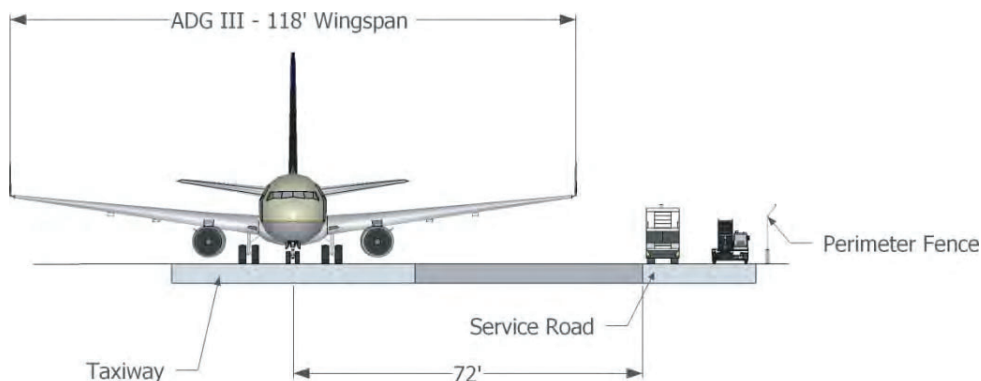 ADG III - 118' Wingspan
Perimeter Fence
Service Road
Taxiway
72'